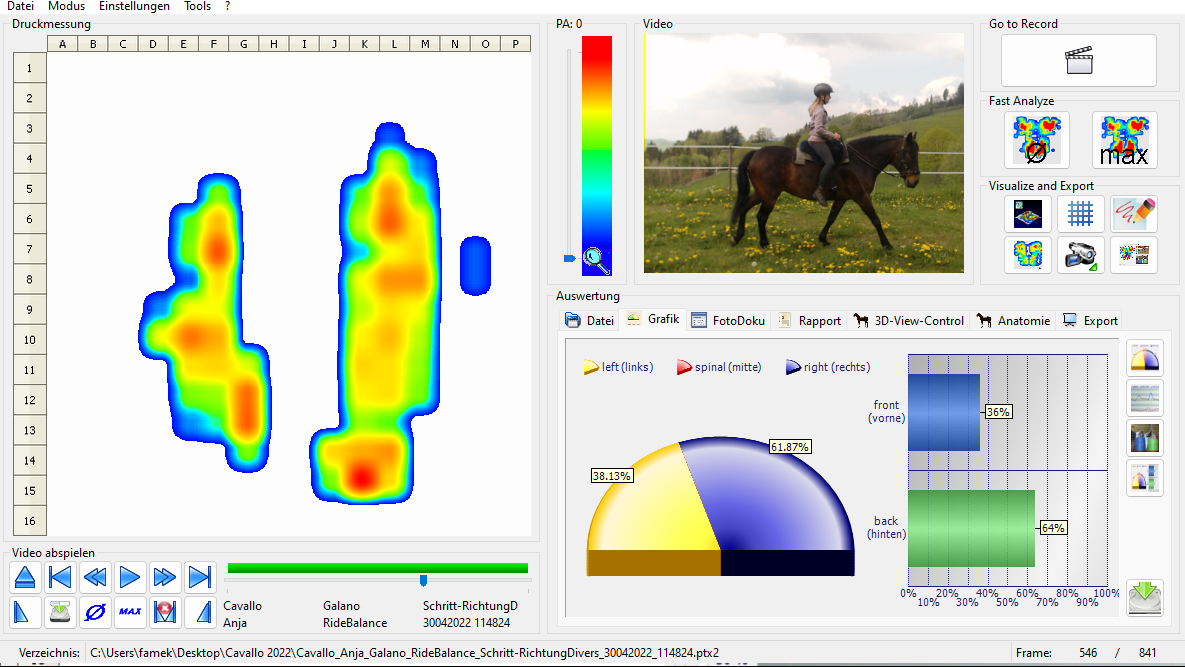 Datei Modus Einstellungen Tools ?
Druckmessung
A B C D E F G H I J K L M N O P
1
2
3
4
5
6
7
8
9
10
11
12
13
14
15
16
PA: 0
Video
Go to Record
Fast Analyze
Ø max
Visualize and Export
Auswertung
Datei Grafik FotoDoku Rapport 3D-View-Control Anatomie Export
left (links) spinal (mitte) right (rechts)
38.13%
61.87%
front
(vorne)
36%
back
(hinten)
64%
0% 20% 40% 60% 80% 100%
10% 30% 50% 70% 90%
Video abspielen
Ø MAX
Cavallo Galano Schritt-RichtungD
Anja RideBalance 30042022 114824
Verzeichnis: C:\Users\famek\Desktop\Cavallo 2022\Cavallo_Anja_Galano_RideBalance_Schritt-RichtungDivers_30042022_114824.ptx2
Frame: 546 / 841